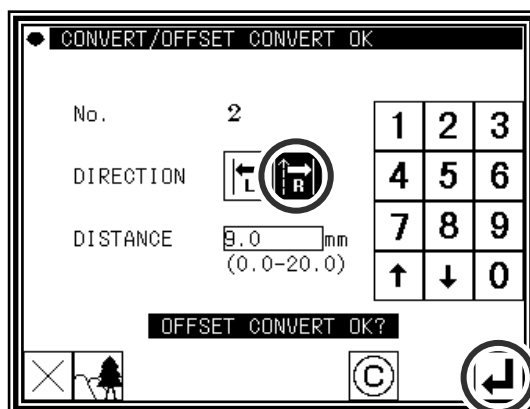 CONVERT/OFFSET CONVERT OK
No. 2
1 2 3
DIRECTION L R
4 5 6
DISTANCE 9.0 mm
7 8 9
(0.0-20.0)
↑ ↓ 0
OFFSET CONVERT OK?
C